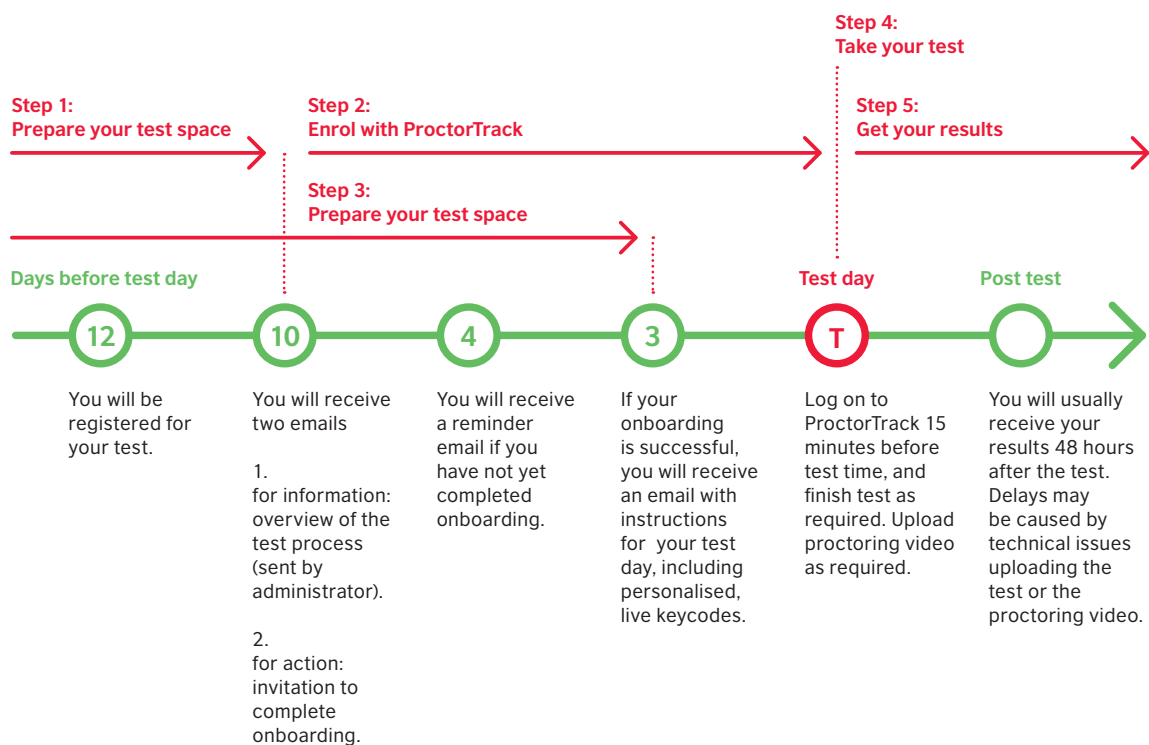 Step 4:
Take your test
Step 1:
Prepare your test space
Step 2:
Enrol with ProctorTrack
Step 5:
Get your results
Step 3:
Prepare your test space
Days before test day
Test day
Post test
12
10
4
3
T
You will be
registered for
your test.
You will receive
two emails
1.
for information:
overview of the
test process
(sent by
administrator).
2.
for action:
invitation to
complete
onboarding.
You will receive
a reminder
email if you
have not yet
completed
onboarding.
If your
onboarding
is successful,
you will receive
an email with
instructions
for your test
day, including
personalised,
live keycodes.
Log on to
ProctorTrack 15
minutes before
test time, and
finish test as
required. Upload
proctoring video
as required.
You will usually
receive your
results 48 hours
after the test.
Delays may
be caused by
technical issues
uploading the
test or the
proctoring video.